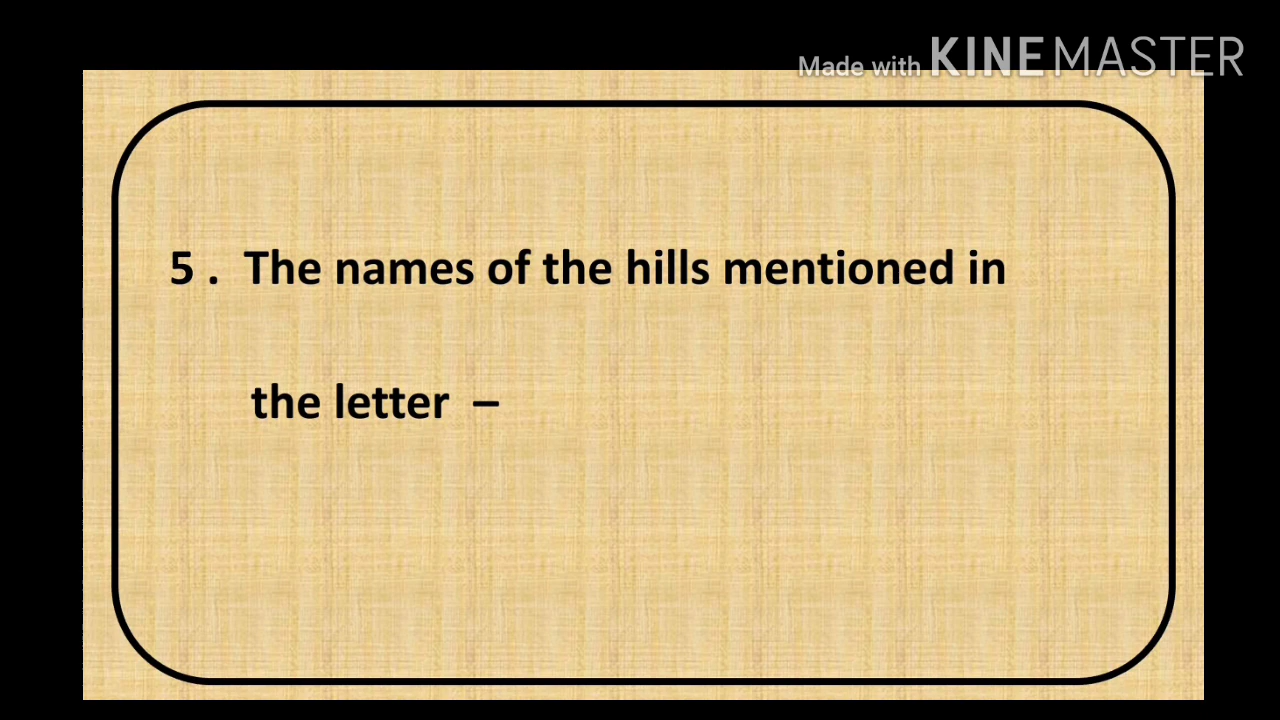 Made with KINEMASTER
5 . The names of the hills mentioned in
the letter –